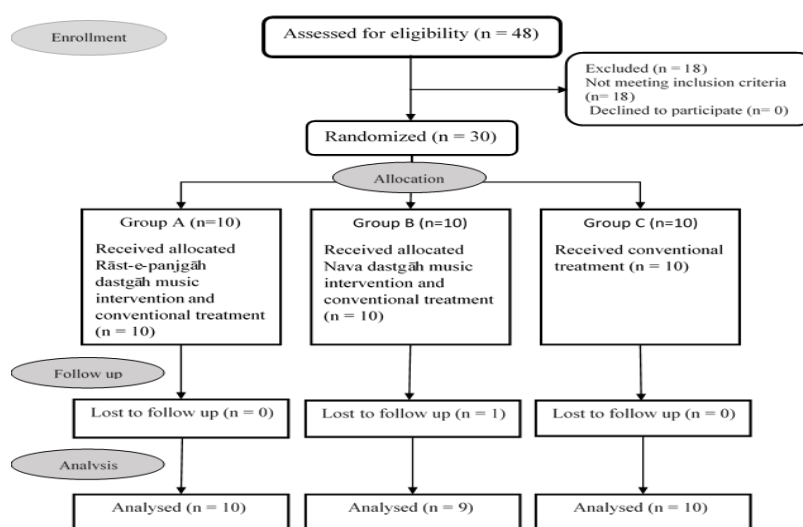 Enrollment
Assessed for eligibility (n = 48)
Excluded (n = 18)
Not meeting inclusion criteria
(n= 18)
Declined to participate (n= 0)
Randomized (n = 30)
Allocation
Group A (n=10)
Received allocated
Rāst-e-panjgāh
dastgāh music
intervention and
conventional treatment
(n = 10)
Group B (n=10)
Received allocated
Nava dastgāh music
intervention and
conventional treatment
(n = 10)
Group C (n=10)
Received conventional
treatment (n = 10)
Follow up
Lost to follow up (n = 0)
Lost to follow up (n = 1)
Lost to follow up (n = 0)
Analysis
Analysed (n = 10)
Analysed (n = 9)
Analysed (n = 10)